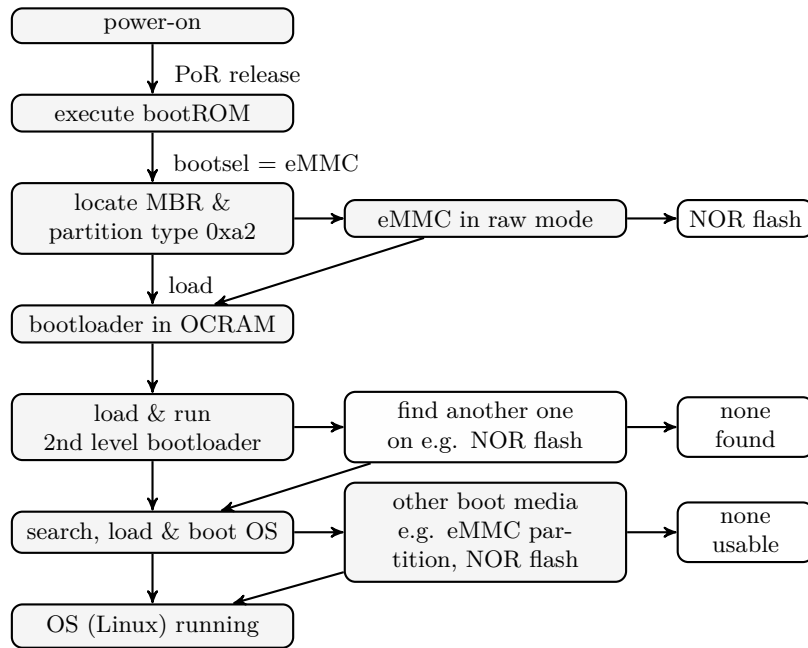 power-on
PoR release
execute bootROM
bootsel = eMMC
locate MBR &
partition type 0xa2
eMMC in raw mode
NOR flash
load
bootloader in OCRAM
load & run
2nd level bootloader
find another one
on e.g. NOR flash
none
found
search, load & boot OS
other boot media
e.g. eMMC par-
tition, NOR flash
none
usable
OS (Linux) running